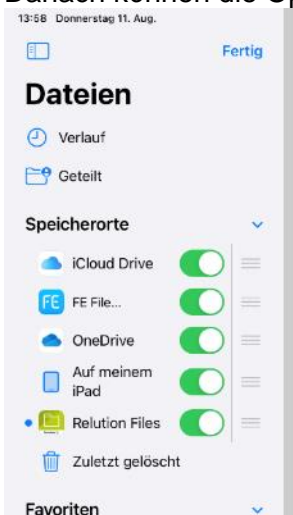 13:58 Donnerstag 11. Aug.
Fertig
Dateien
Verlauf
Geteilt
Speicherorte
iCloud Drive
FE FE File...
OneDrive
Auf meinem
iPad
Relution Files
Zuletzt gelöscht
Favoriten